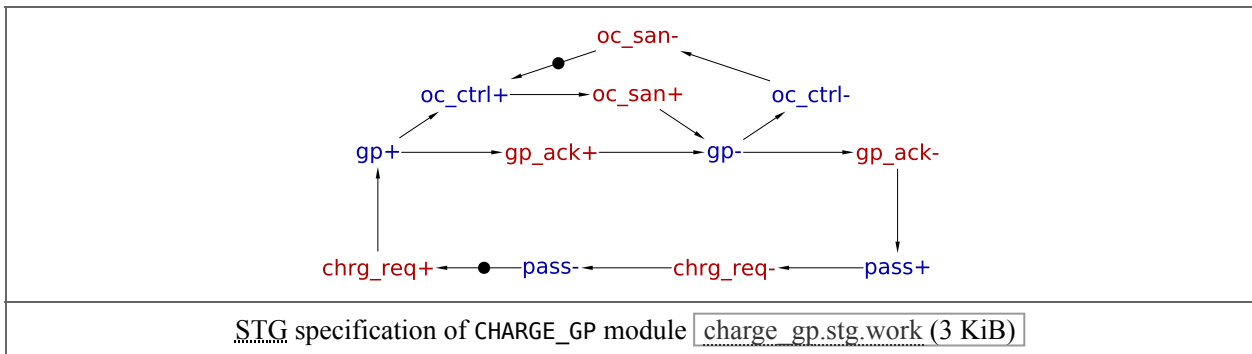 oc_san-
oc_ctrl+ oc_san+ oc_ctrl-
gp+ gp_ack+ gp- gp_ack-
chrg_req+ pass- chrg_req- pass+
STG specification of CHARGE_GP module charge_gp.stg.work (3 KiB)